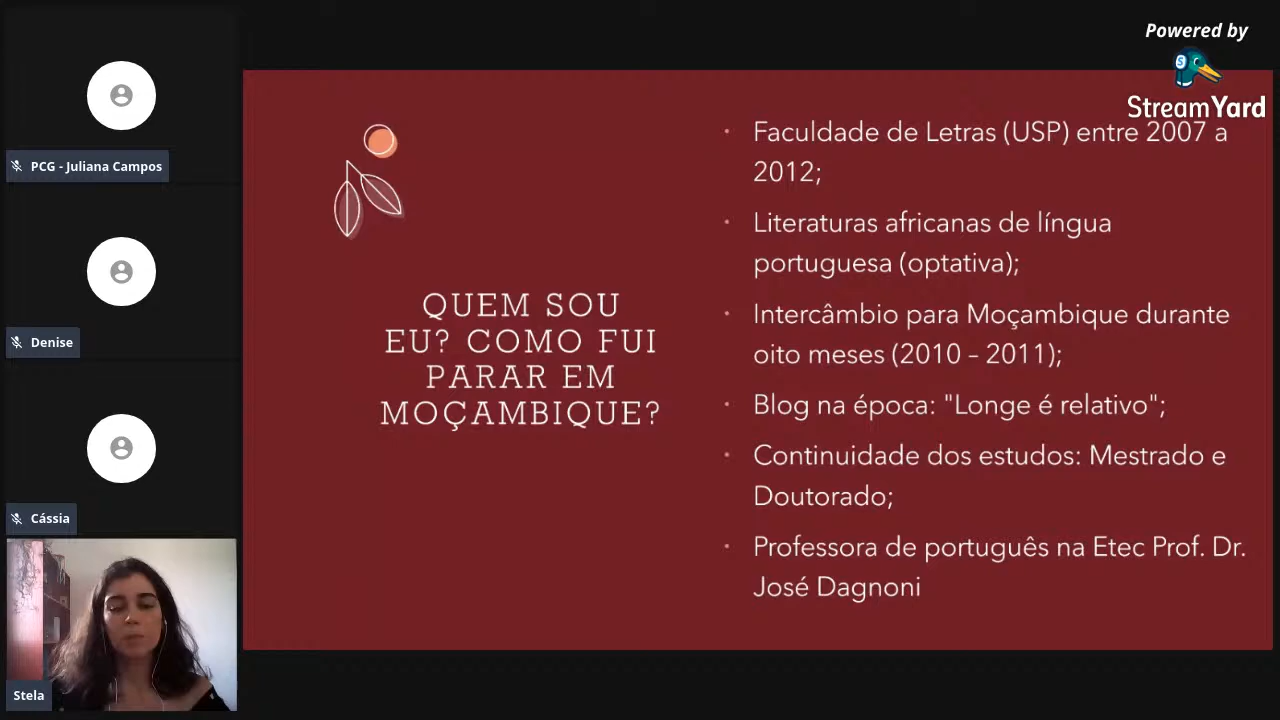 Powered by
StreamYard
PCG - Juliana Campos
Denise
Cássia
Stela
QUEM SOU
EU? COMO FUI
PARAR EM
MOÇAMBIQUE?
· Faculdade de Letras (USP) entre 2007 a
2012;
· Literaturas africanas de língua
portuguesa (optativa);
· Intercâmbio para Moçambique durante
oito meses (2010 – 2011);
· Blog na época: "Longe é relativo";
· Continuidade dos estudos: Mestrado e
Doutorado;
· Professora de português na Etec Prof. Dr.
José Dagnoni